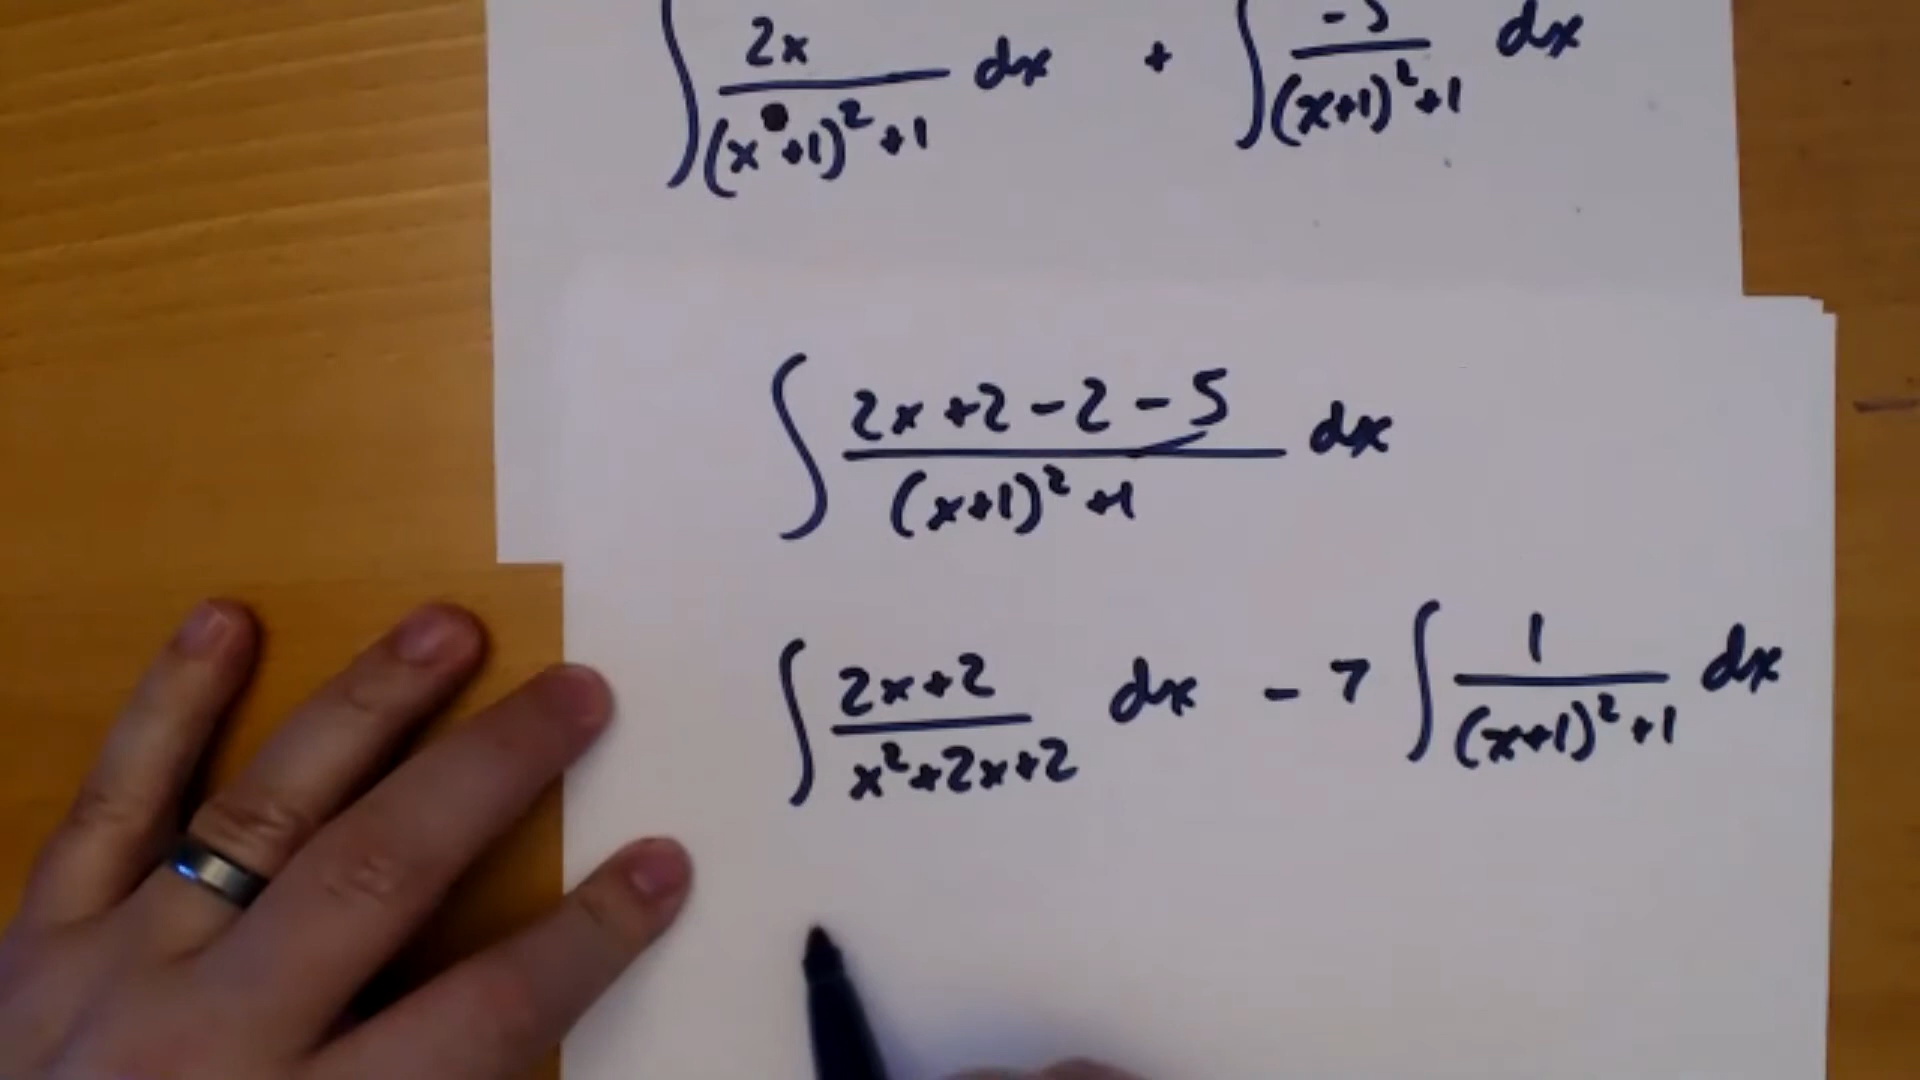 ∫ 2x/((x+1)²+1) dx + ∫ -5/((x+1)²+1) dx
∫ (2x+2-2-5)/((x+1)²+1) dx
∫ (2x+2)/(x²+2x+2) dx - 7 ∫ 1/((x+1)²+1) dx